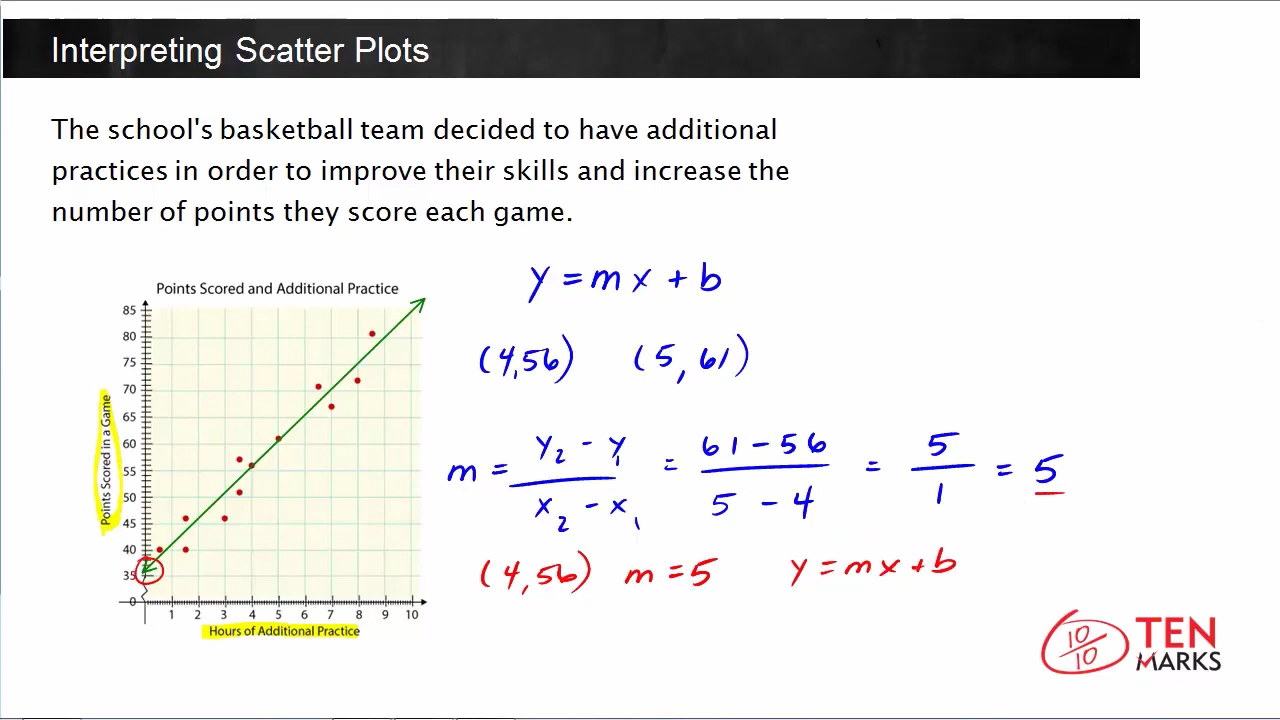 Interpreting Scatter Plots
The school's basketball team decided to have additional
practices in order to improve their skills and increase the
number of points they score each game.
Points Scored and Additional Practice
Points Scored in a Game
85
80
75
70
65
60
55
50
45
40
35
0
1 2 3 4 5 6 7 8 9 10
Hours of Additional Practice
y = mx + b
(4,56) (5, 61)
m = y₂ - y₁ / x₂ - x₁ = 61 - 56 / 5 - 4 = 5 / 1 = 5
(4,56) m = 5 y = mx + b
10/10
TEN
MARKS